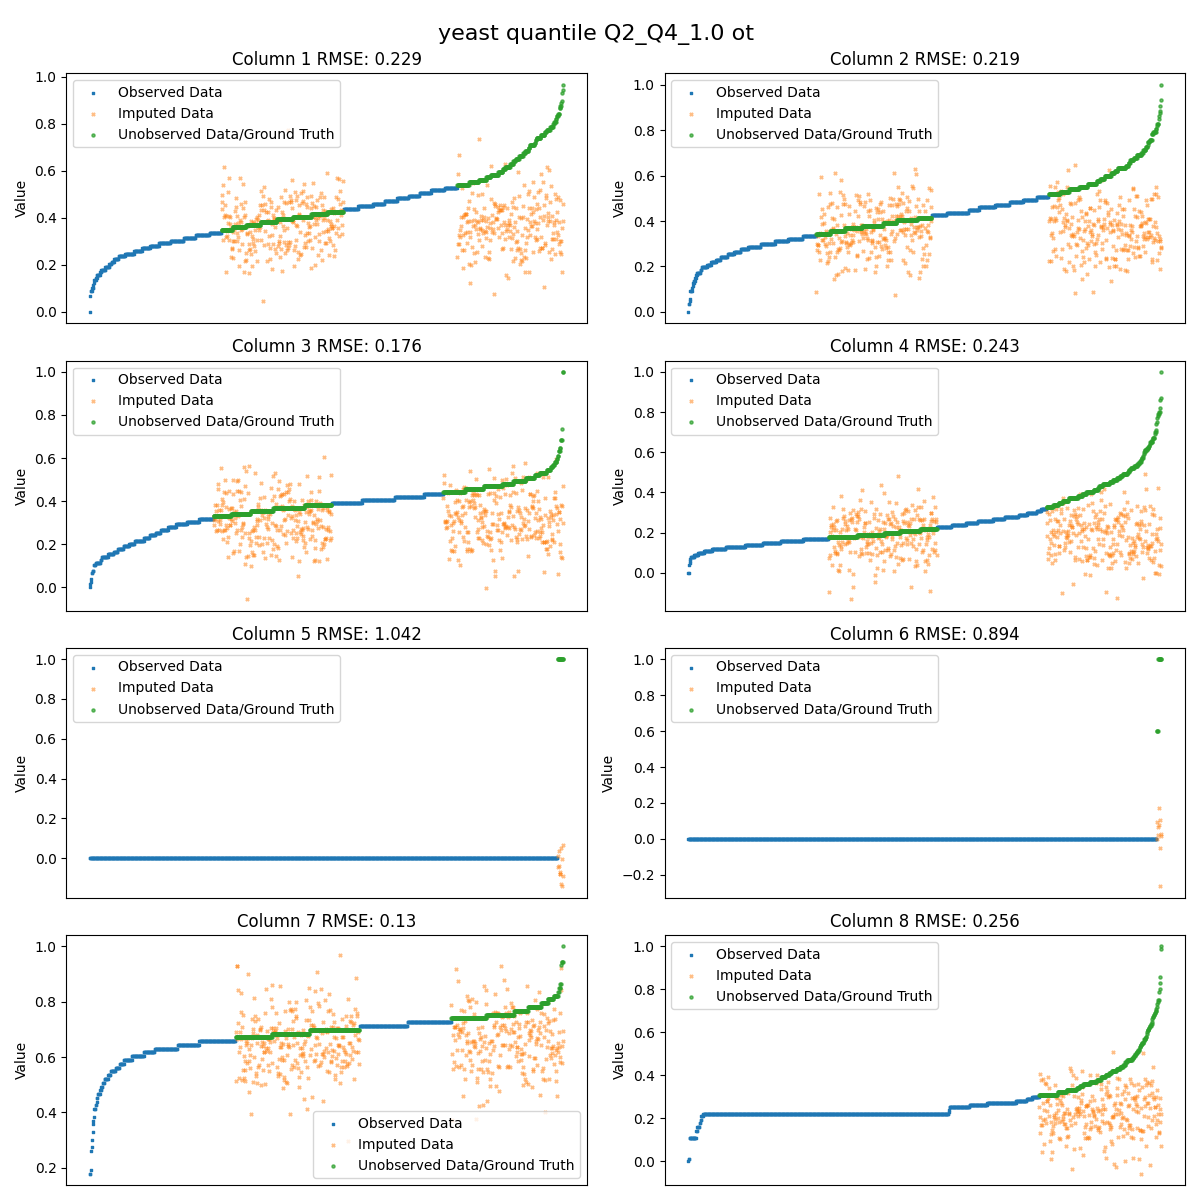 yeast quantile Q2_Q4_1.0 ot
Column 1 RMSE: 0.229
Value
1.0
0.8
0.6
0.4
0.2
0.0
Observed Data
Imputed Data
Unobserved Data/Ground Truth
Column 2 RMSE: 0.219
Value
1.0
0.8
0.6
0.4
0.2
0.0
Observed Data
Imputed Data
Unobserved Data/Ground Truth
Column 3 RMSE: 0.176
Value
1.0
0.8
0.6
0.4
0.2
0.0
Observed Data
Imputed Data
Unobserved Data/Ground Truth
Column 4 RMSE: 0.243
Value
1.0
0.8
0.6
0.4
0.2
0.0
Observed Data
Imputed Data
Unobserved Data/Ground Truth
Column 5 RMSE: 1.042
Value
1.0
0.8
0.6
0.4
0.2
0.0
Observed Data
Imputed Data
Unobserved Data/Ground Truth
Column 6 RMSE: 0.894
Value
1.0
0.8
0.6
0.4
0.2
0.0
−0.2
Observed Data
Imputed Data
Unobserved Data/Ground Truth
Column 7 RMSE: 0.13
Value
1.0
0.8
0.6
0.4
0.2
Observed Data
Imputed Data
Unobserved Data/Ground Truth
Column 8 RMSE: 0.256
Value
1.0
0.8
0.6
0.4
0.2
0.0
Observed Data
Imputed Data
Unobserved Data/Ground Truth